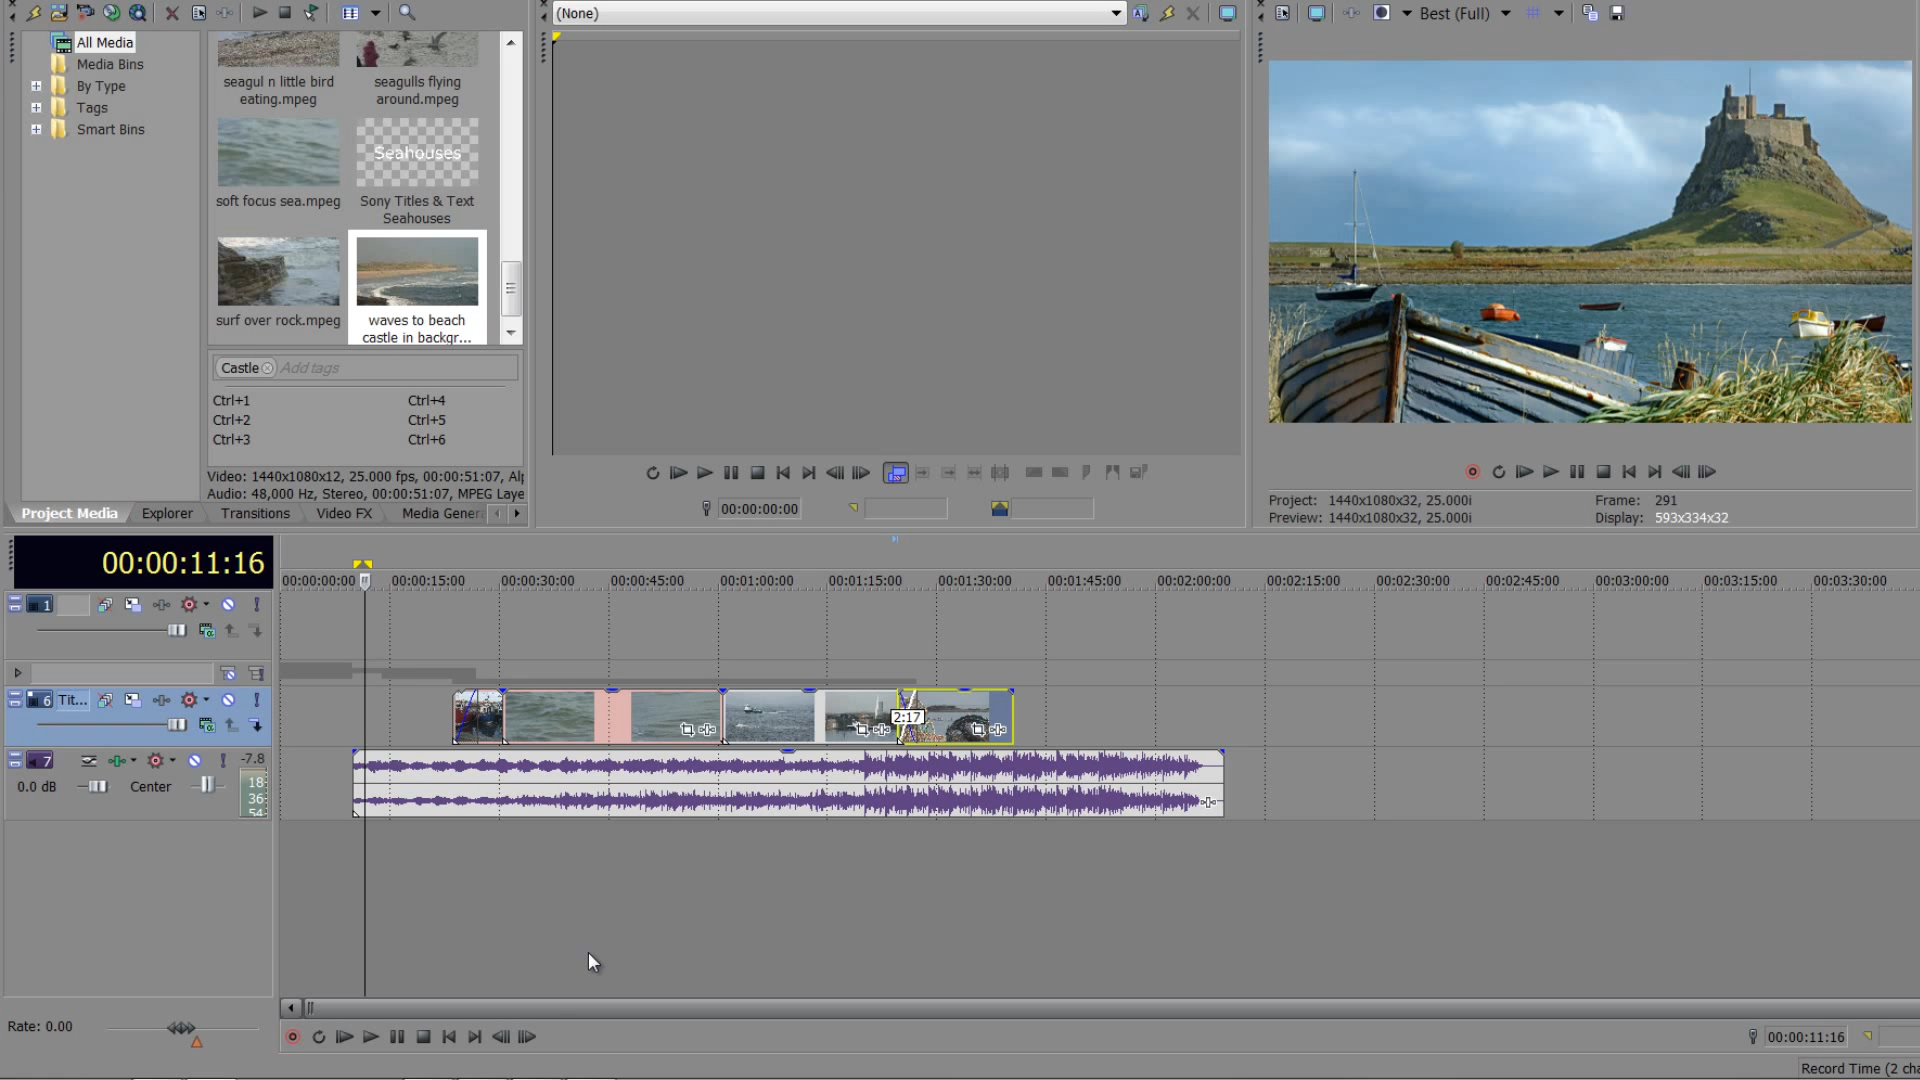 (None)
Best (Full)
All Media
Media Bins
By Type
Tags
Smart Bins
seagul n little bird
eating.mpeg
seagulls flying
around.mpeg
Seahouses
soft focus sea.mpeg
Sony Titles & Text
Seahouses
surf over rock.mpeg
waves to beach
castle in backgr...
Castle
Add tags
Ctrl+1
Ctrl+4
Ctrl+2
Ctrl+5
Ctrl+3
Ctrl+6
Video: 1440x1080x12, 25.000 fps, 00:00:51:07, Al
Audio: 48,000 Hz, Stereo, 00:00:51:07, MPEG Laye
Project Media
Explorer
Transitions
Video FX
Media Genera
00:00:00:00
Project: 1440x1080x32, 25.000i
Frame: 291
Preview: 1440x1080x32, 25.000i
Display: 593x334x32
00:00:11:16
00:00:00:00
00:00:15:00
00:00:30:00
00:00:45:00
00:01:00:00
00:01:15:00
00:01:30:00
00:01:45:00
00:02:00:00
00:02:15:00
00:02:30:00
00:02:45:00
00:03:00:00
00:03:15:00
00:03:30:00
1
6
Tit...
2:17
7
-7.8
0.0 dB
Center
18
36
54
Rate: 0.00
00:00:11:16
Record Time (2 cha